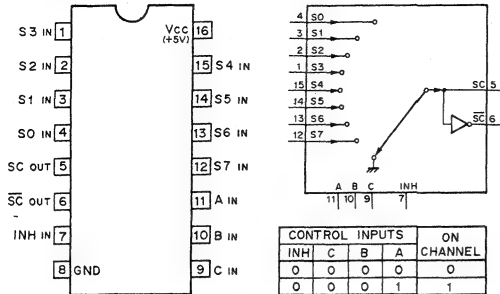 S3 IN 1
S2 IN 2
S1 IN 3
S0 IN 4
SC OUT 5
S̅C̅ OUT 6
INH IN 7
8 GND
Vcc 16
(+5V)
15 S4 IN
14 S5 IN
13 S6 IN
12 S7 IN
11 A IN
10 B IN
9 C IN
4 S0
3 S1
2 S2
1 S3
15 S4
14 S5
13 S6
12 S7
SC 5
S̅C̅ 6
A B C INH
11 10 9 7
CONTROL INPUTS ON CHANNEL
INH C B A
0 0 0 0 0
0 0 0 1 1